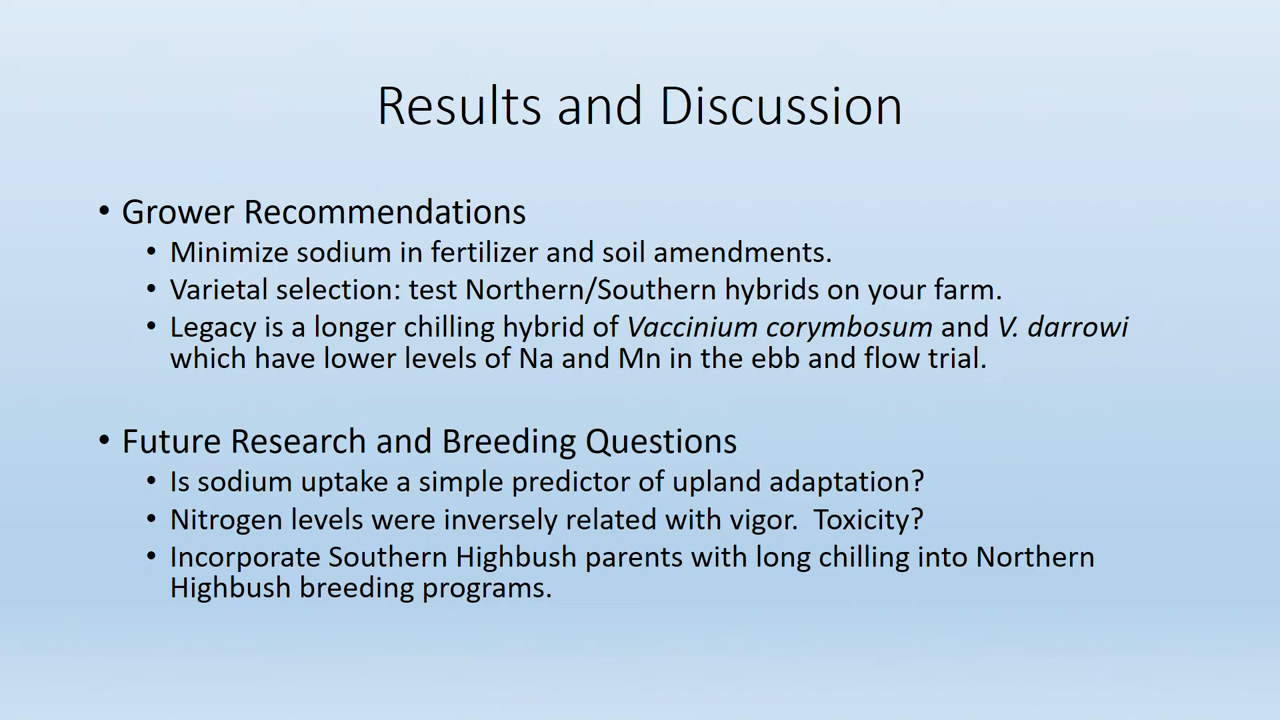 Results and Discussion
• Grower Recommendations
• Minimize sodium in fertilizer and soil amendments.
• Varietal selection: test Northern/Southern hybrids on your farm.
• Legacy is a longer chilling hybrid of Vaccinium corymbosum and V. darrowi
which have lower levels of Na and Mn in the ebb and flow trial.
• Future Research and Breeding Questions
• Is sodium uptake a simple predictor of upland adaptation?
• Nitrogen levels were inversely related with vigor.  Toxicity?
• Incorporate Southern Highbush parents with long chilling into Northern
Highbush breeding programs.